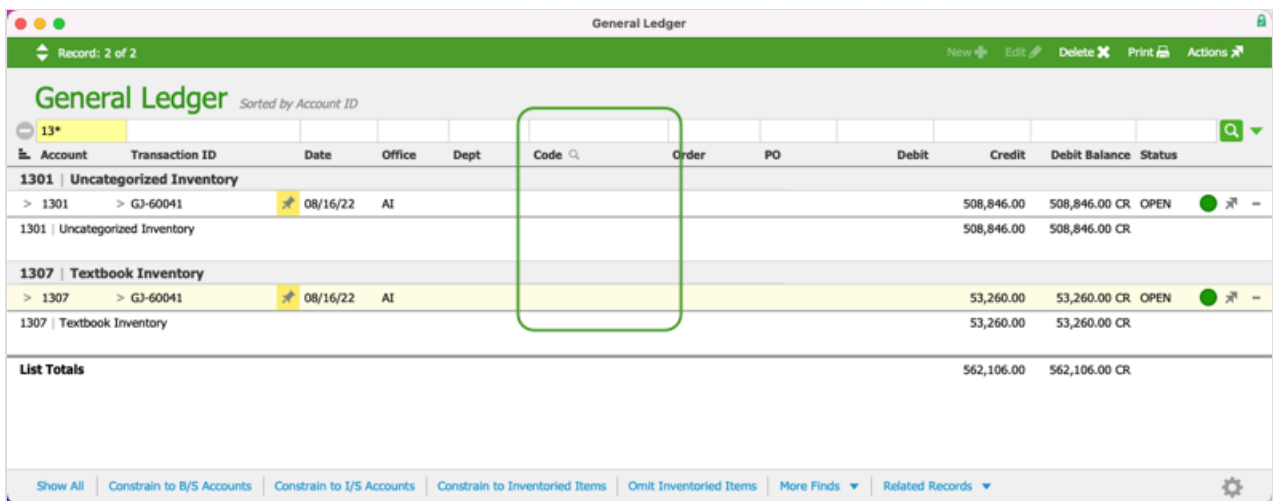 General Ledger
Record: 2 of 2 New Edit Delete Print Actions
General Ledger Sorted by Account ID
13*
Account Transaction ID Date Office Dept Code Order PO Debit Credit Debit Balance Status
1301 | Uncategorized Inventory
> 1301 > GJ-60041 08/16/22 AI 508,846.00 508,846.00 CR OPEN
1301 | Uncategorized Inventory 508,846.00 508,846.00 CR
1307 | Textbook Inventory
> 1307 > GJ-60041 08/16/22 AI 53,260.00 53,260.00 CR OPEN
1307 | Textbook Inventory 53,260.00 53,260.00 CR
List Totals 562,106.00 562,106.00 CR
Show All Constrain to B/S Accounts Constrain to I/S Accounts Constrain to Inventoried Items Omit Inventoried Items More Finds Related Records